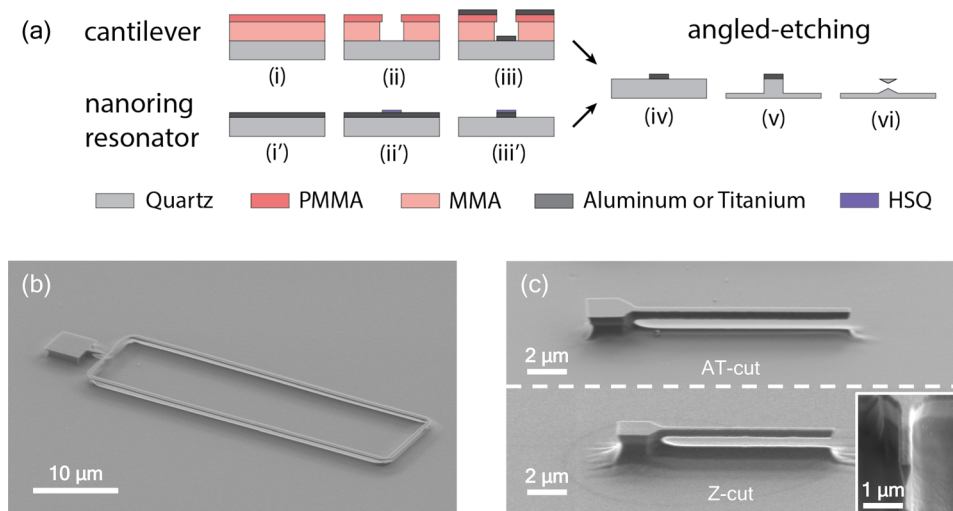 (a)
cantilever
angled-etching
(i)
(ii)
(iii)
nanoring
resonator
(i')
(ii')
(iii')
(iv)
(v)
(vi)
Quartz
PMMA
MMA
Aluminum or Titanium
HSQ
(b)
10 μm
(c)
2 μm
AT-cut
2 μm
Z-cut
1 μm